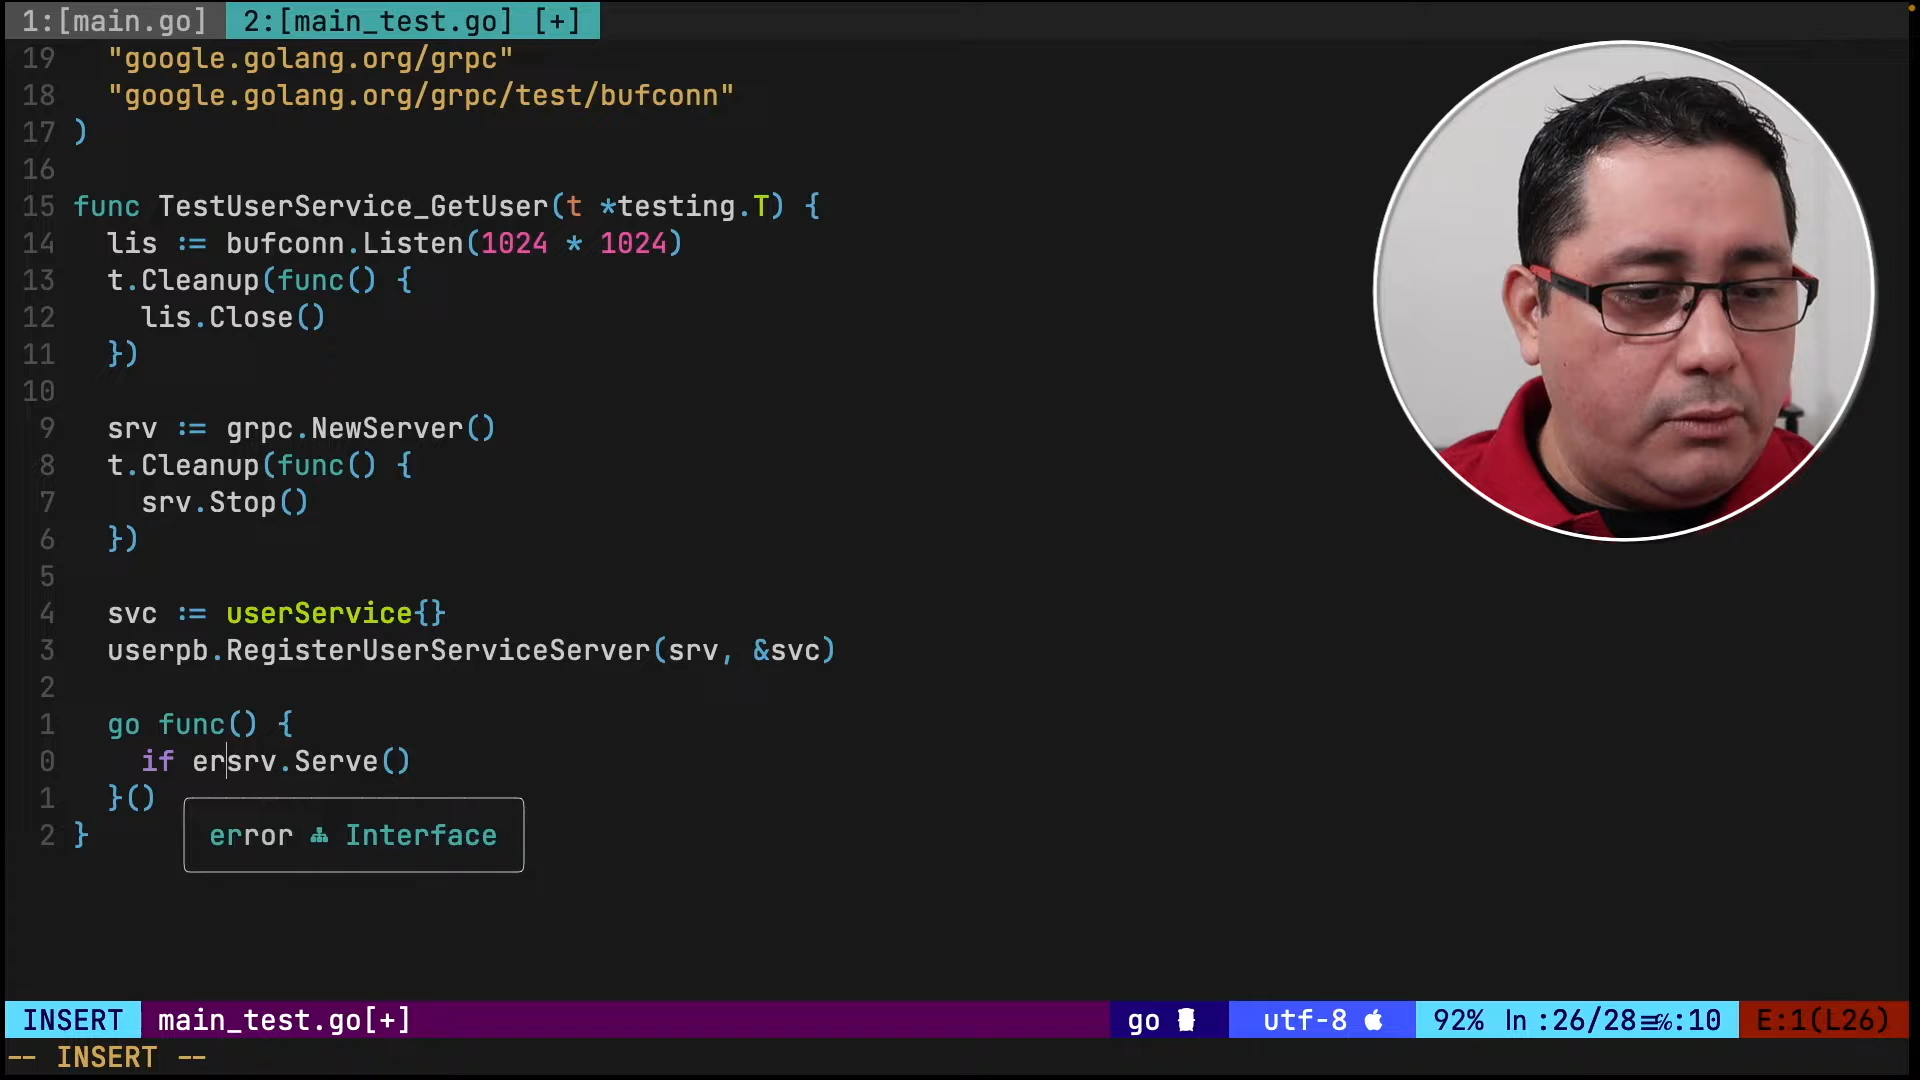 1:[main.go] 2:[main_test.go] [+]
19 "google.golang.org/grpc"
18 "google.golang.org/grpc/test/bufconn"
17 )
16
15 func TestUserService_GetUser(t *testing.T) {
14 lis := bufconn.Listen(1024 * 1024)
13 t.Cleanup(func() {
12 lis.Close()
11 })
10
9 srv := grpc.NewServer()
8 t.Cleanup(func() {
7 srv.Stop()
6 })
5
4 svc := userService{}
3 userpb.RegisterUserServiceServer(srv, &svc)
2
1 go func() {
0 if ersrv.Serve()
1 }()
error Interface
2 }
INSERT main_test.go[+] go utf-8 92% ln :26/28≡%:10 E:1(L26)
-- INSERT --